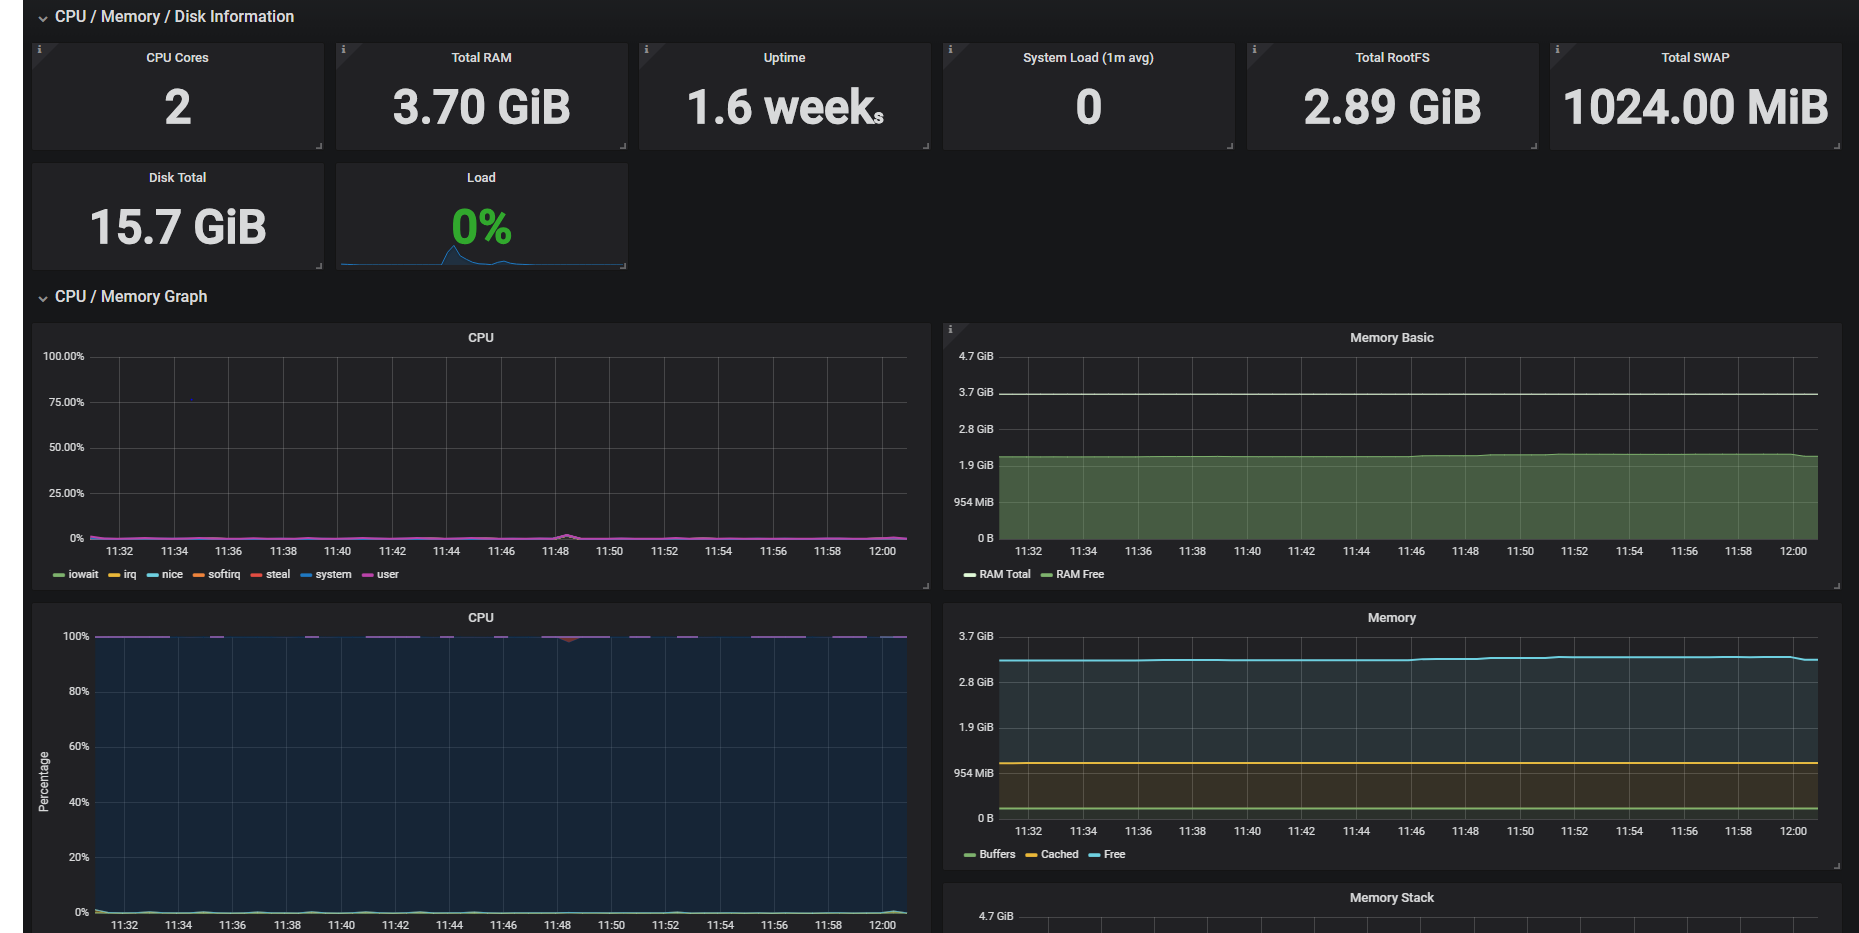 CPU / Memory / Disk Information
CPU Cores
2
Total RAM
3.70 GiB
Uptime
1.6 weeks
System Load (1m avg)
0
Total RootFS
2.89 GiB
Total SWAP
1024.00 MiB
Disk Total
15.7 GiB
Load
0%
CPU / Memory Graph
CPU
100.00%
75.00%
50.00%
25.00%
0%
11:32 11:34 11:36 11:38 11:40 11:42 11:44 11:46 11:48 11:50 11:52 11:54 11:56 11:58 12:00
iowait irq nice softirq steal system user
Memory Basic
4.7 GiB
3.7 GiB
2.8 GiB
1.9 GiB
954 MiB
0 B
11:32 11:34 11:36 11:38 11:40 11:42 11:44 11:46 11:48 11:50 11:52 11:54 11:56 11:58 12:00
RAM Total RAM Free
CPU
Percentage
100%
80%
60%
40%
20%
0%
11:32 11:34 11:36 11:38 11:40 11:42 11:44 11:46 11:48 11:50 11:52 11:54 11:56 11:58 12:00
Memory
3.7 GiB
2.8 GiB
1.9 GiB
954 MiB
0 B
11:32 11:34 11:36 11:38 11:40 11:42 11:44 11:46 11:48 11:50 11:52 11:54 11:56 11:58 12:00
Buffers Cached Free
Memory Stack
4.7 GiB